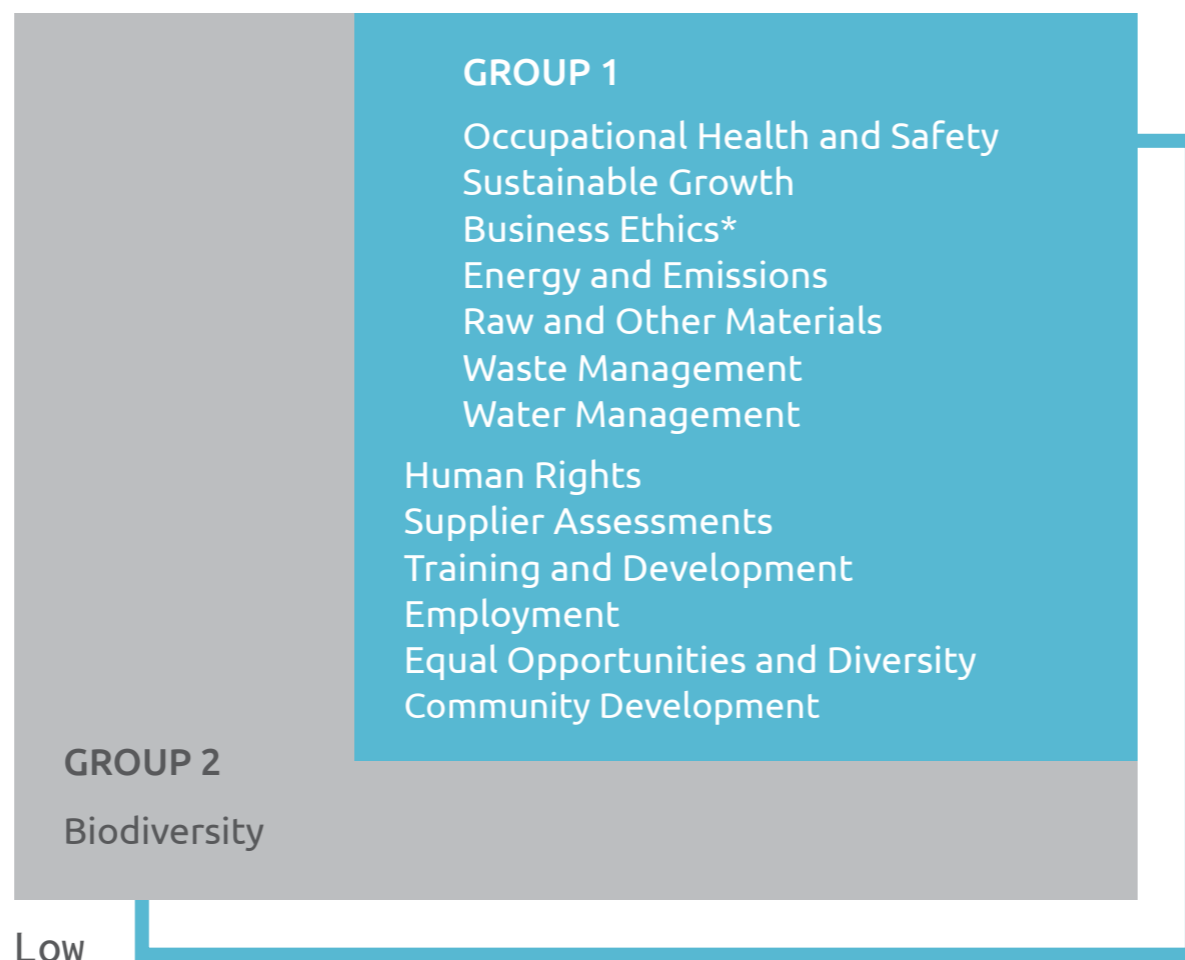 GROUP 1
Occupational Health and Safety
Sustainable Growth
Business Ethics*
Energy and Emissions
Raw and Other Materials
Waste Management
Water Management
Human Rights
Supplier Assessments
Training and Development
Employment
Equal Opportunities and Diversity
Community Development
GROUP 2
Biodiversity
Low